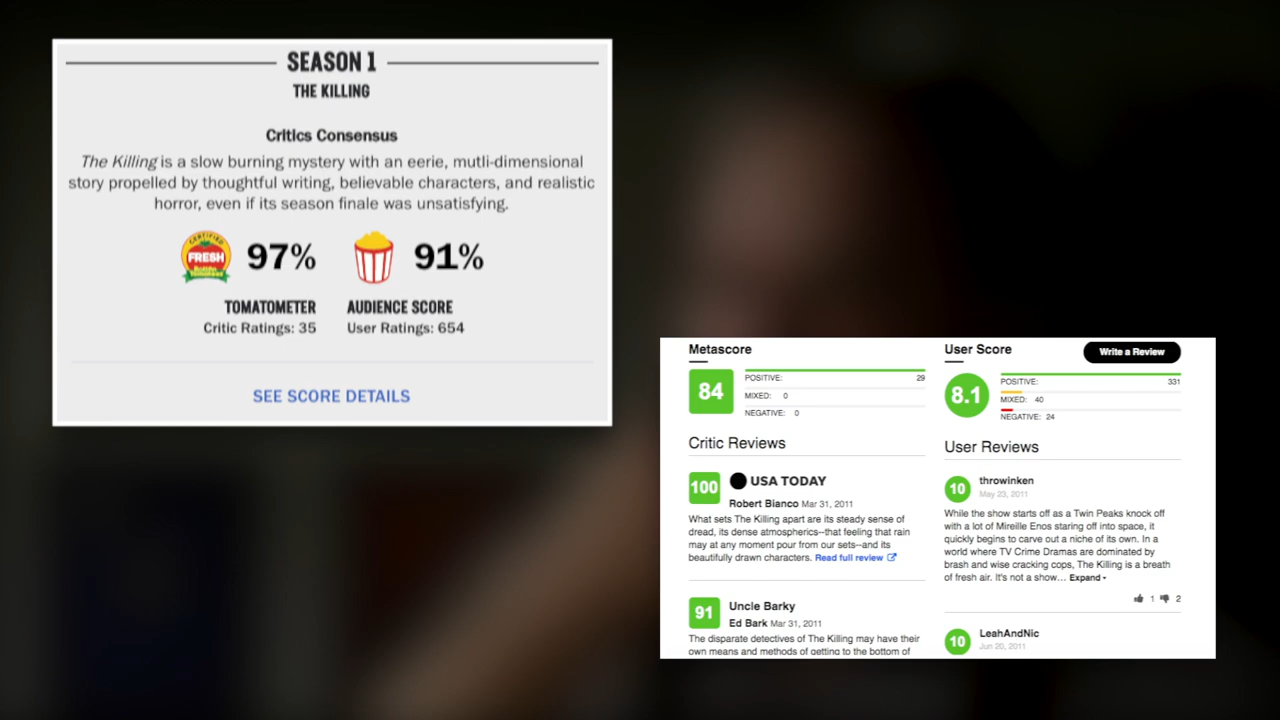 SEASON 1
THE KILLING
Critics Consensus
The Killing is a slow burning mystery with an eerie, mutli-dimensional
story propelled by thoughtful writing, believable characters, and realistic
horror, even if its season finale was unsatisfying.
CERTIFIED
FRESH
97%
91%
TOMATOMETER
Critic Ratings: 35
AUDIENCE SCORE
User Ratings: 654
SEE SCORE DETAILS
Metascore
84
POSITIVE: 29
MIXED: 0
NEGATIVE: 0
Critic Reviews
100
USA TODAY
Robert Bianco Mar 31, 2011
What sets The Killing apart are its steady sense of
dread, its dense atmospherics--that feeling that rain
may at any moment pour from our sets--and its
beautifully drawn characters. Read full review
91
Uncle Barky
Ed Bark Mar 31, 2011
The disparate detectives of The Killing may have their
own means and methods of getting to the bottom of
User Score
Write a Review
8.1
POSITIVE: 331
MIXED: 40
NEGATIVE: 24
User Reviews
10
throwinken
May 23, 2011
While the show starts off as a Twin Peaks knock off
with a lot of Mireille Enos staring off into space, it
quickly begins to carve out a niche of its own. In a
world where TV Crime Dramas are dominated by
brash and wise cracking cops, The Killing is a breath
of fresh air. It's not a show... Expand
1 2
10
LeahAndNic
Jun 20, 2011